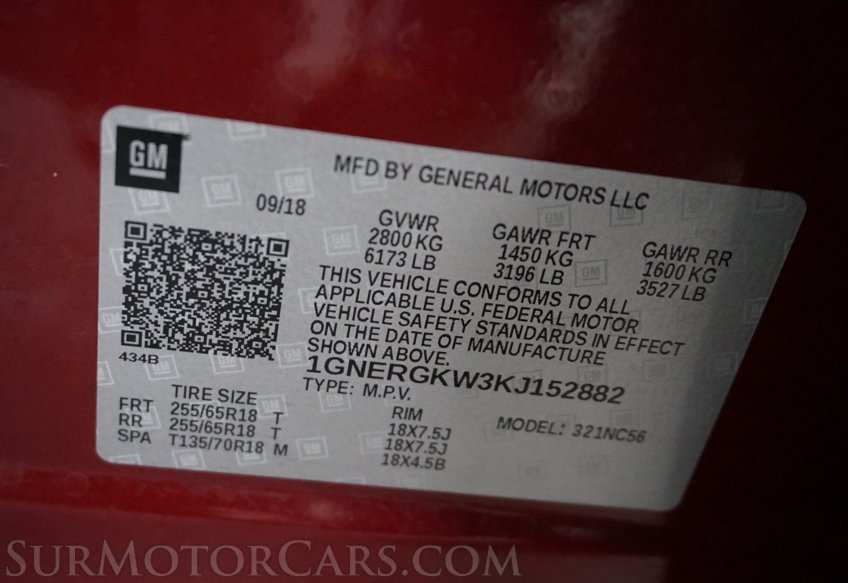 GM
MFD BY GENERAL MOTORS LLC
09/18
GVWR
2800 KG
6173 LB
GAWR FRT
1450 KG
3196 LB
GAWR RR
1600 KG
3527 LB
THIS VEHICLE CONFORMS TO ALL
APPLICABLE U.S. FEDERAL MOTOR
VEHICLE SAFETY STANDARDS IN EFFECT
ON THE DATE OF MANUFACTURE
SHOWN ABOVE.
434B
1GNERGKW3KJ152882
TYPE: M.P.V.
MODEL: 321NC56
TIRE SIZE RIM
FRT 255/65R18 T 18X7.5J
RR 255/65R18 T 18X7.5J
SPA T135/70R18 M 18X4.5B
SURMOTORCARS.COM